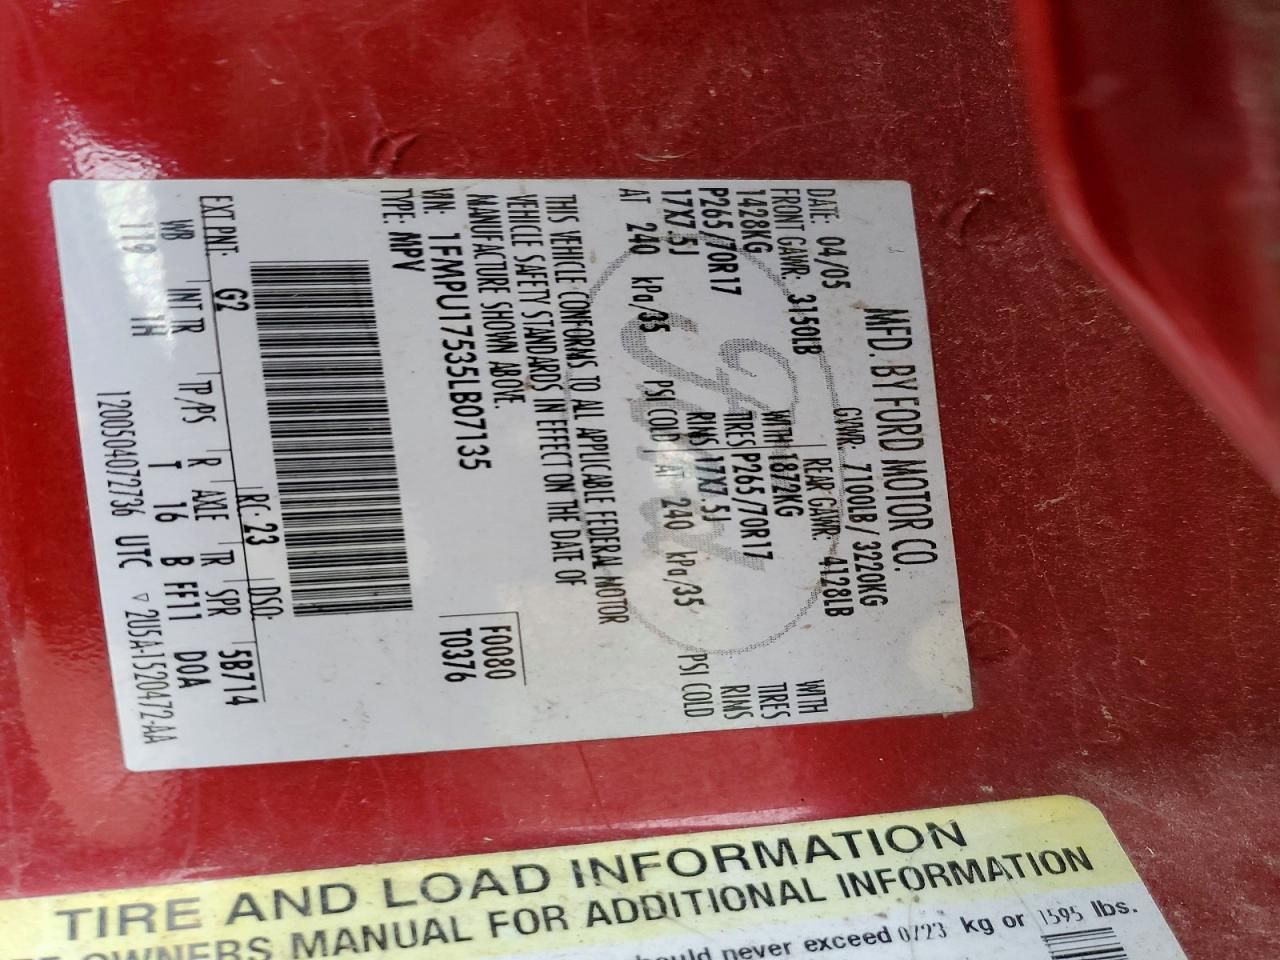 MFD. BY FORD MOTOR CO.
DATE: 04/05 GVWR: 7100LB/ 3220KG
FRONT GAWR: 3150LB REAR GAWR: 4128LB
1428KG WITH 1872KG WITH
P265/70R17 TIRES P265/70R17 TIRES
17X7.5J RIMS 17X7.5J RIMS
AT 240 kPa/35 PSI COLD AT 240 kPa/35 PSI COLD
THIS VEHICLE CONFORMS TO ALL APPLICABLE FEDERAL MOTOR
VEHICLE SAFETY STANDARDS IN EFFECT ON THE DATE OF
MANUFACTURE SHOWN ABOVE.
VIN: 1FMPU17535LB07135 F0080
TYPE: MPV T0376
EXT PNT: G2 RC: 23 DSO: 5B714
WB INT TR TP/PS R AXLE TR SPR
119 1H T 16 B FF11 DOA
1200504072736 UTC ▽ 2U5A-1520472-AA
TIRE AND LOAD INFORMATION
OWNERS MANUAL FOR ADDITIONAL INFORMATION
should never exceed 0723 kg or 1595 lbs.